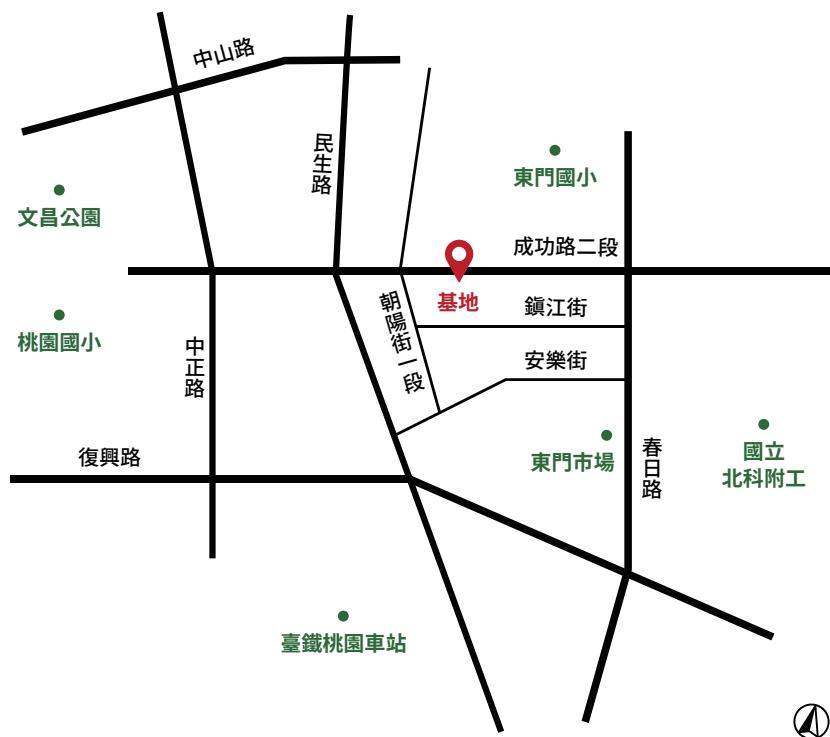 中山路
民生路
東門國小
文昌公園
成功路二段
基地
朝陽街一段
鎮江街
桃園國小
中正路
安樂街
復興路
東門市場
春日路
國立
北科附工
臺鐵桃園車站